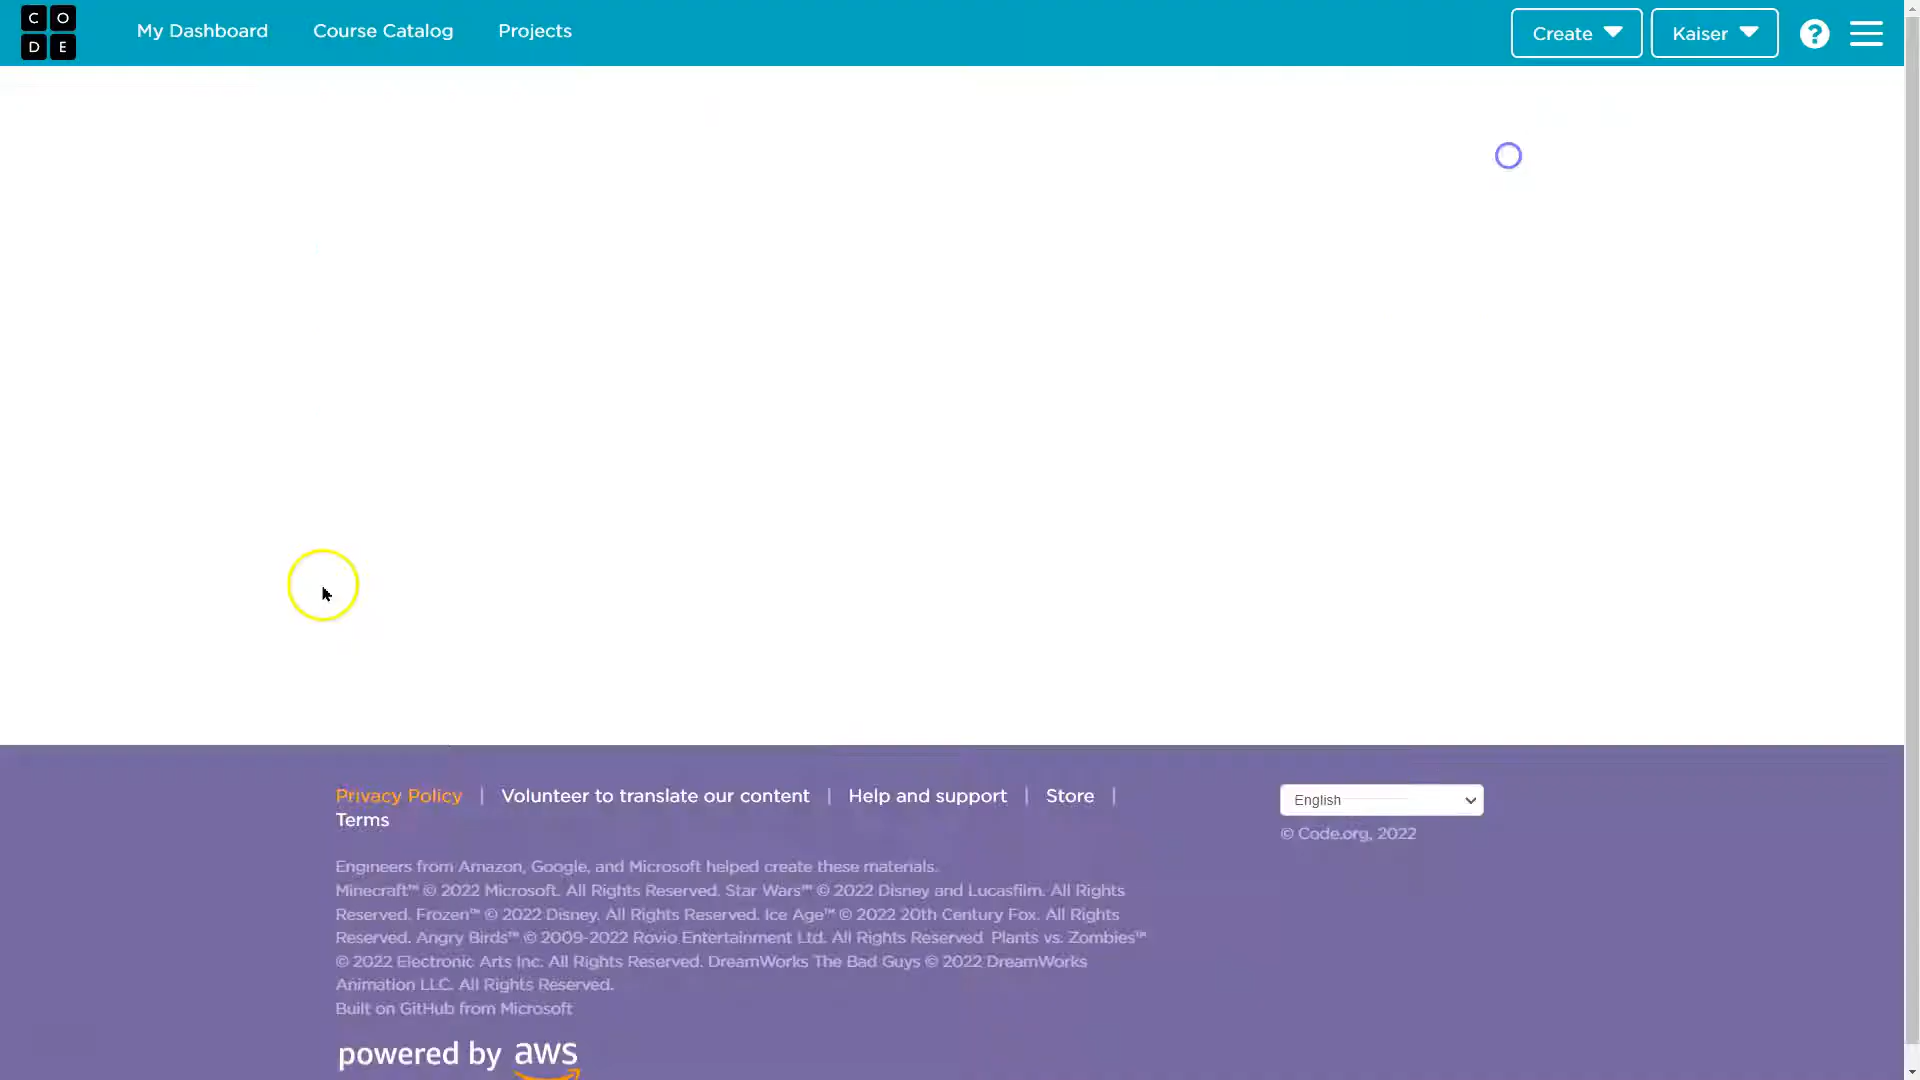 C O
D E
My Dashboard Course Catalog Projects Create Kaiser ?
Privacy Policy | Volunteer to translate our content | Help and support | Store |
Terms
English
© Code.org, 2022
Engineers from Amazon, Google, and Microsoft helped create these materials.
Minecraft™ © 2022 Microsoft. All Rights Reserved. Star Wars™ © 2022 Disney and Lucasfilm. All Rights
Reserved. Frozen™ © 2022 Disney. All Rights Reserved. Ice Age™ © 2022 20th Century Fox. All Rights
Reserved. Angry Birds™ © 2009-2022 Rovio Entertainment Ltd. All Rights Reserved. Plants vs. Zombies™
© 2022 Electronic Arts Inc. All Rights Reserved. DreamWorks The Bad Guys © 2022 DreamWorks
Animation LLC. All Rights Reserved.
Built on GitHub from Microsoft
powered by aws